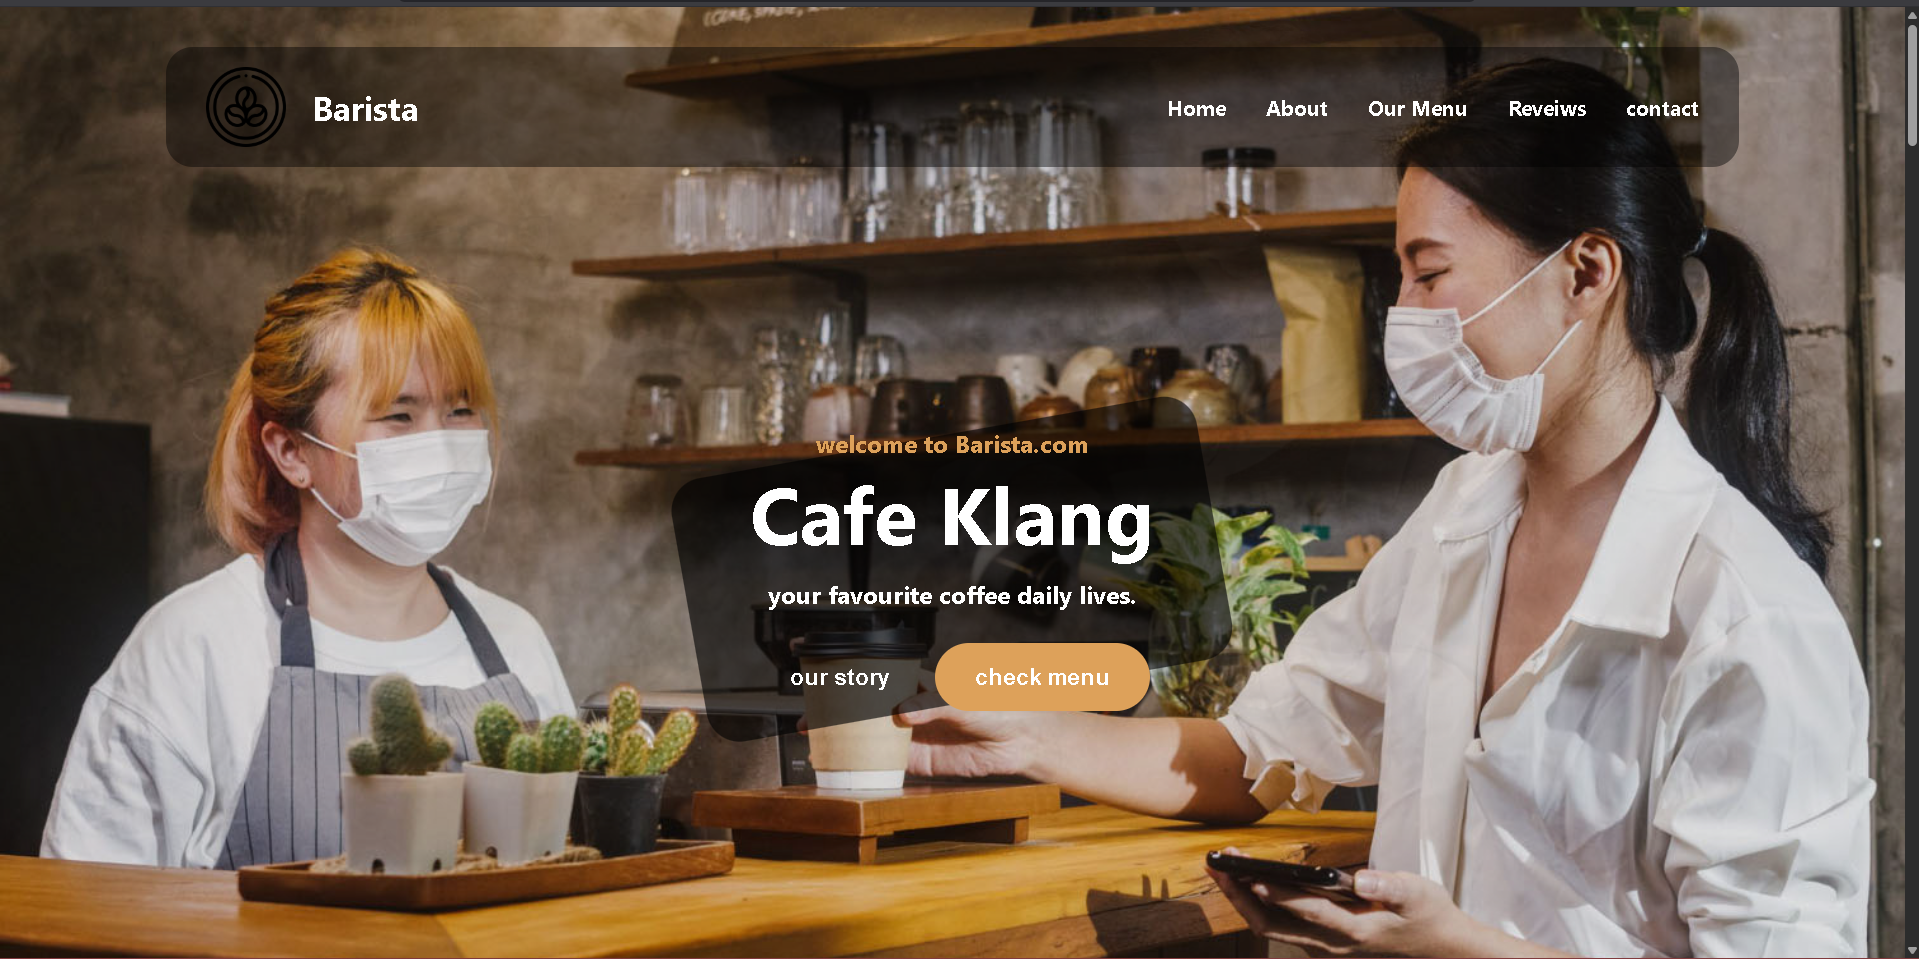 Barista
Home About Our Menu Reveiws contact
welcome to Barista.com
Cafe Klang
your favourite coffee daily lives.
our story check menu